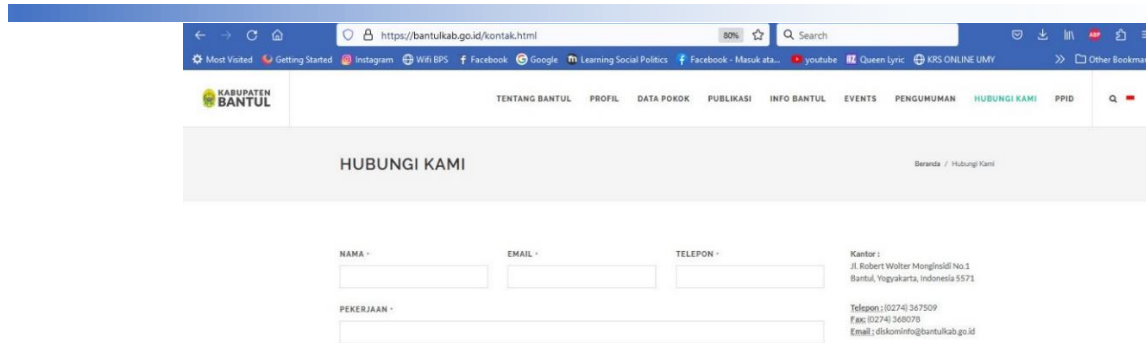 https://bantulkab.go.id/kontak.html
80%
Search
Most Visited Getting Started Instagram Wifi BPS Facebook Google Learning Social Politics Facebook - Masuk ata... youtube Queen Lyric KRS ONLINE UMY Other Bookmar
KABUPATEN
BANTUL
TENTANG BANTUL PROFIL DATA POKOK PUBLIKASI INFO BANTUL EVENTS PENGUMUMAN HUBUNGI KAMI PPID
HUBUNGI KAMI
Beranda / Hubungi Kami
NAMA *
EMAIL *
TELEPON *
PEKERJAAN *
Kantor :
Jl. Robert Wolter Monginsidi No.1
Bantul, Yogyakarta, Indonesia 5571
Telepon : (0274) 367509
Fax: (0274) 368078
Email : diskominfo@bantulkab.go.id